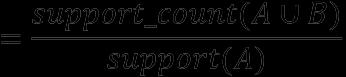 = support_count(A ∪ B)
support(A)